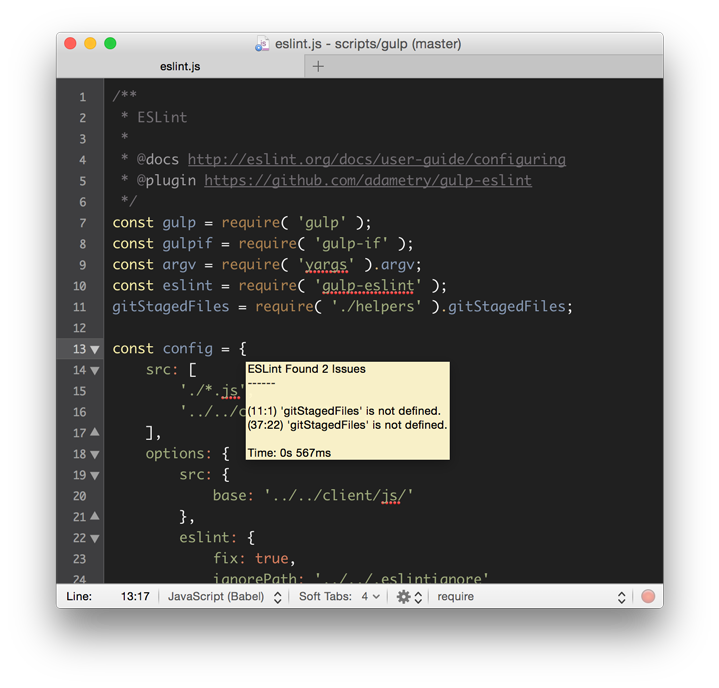 eslint.js - scripts/gulp (master)
eslint.js
1 /**
2 * ESLint
3 *
4 * @docs http://eslint.org/docs/user-guide/configuring
5 * @plugin https://github.com/adametry/gulp-eslint
6 */
7 const gulp = require( 'gulp' );
8 const gulpif = require( 'gulp-if' );
9 const argv = require( 'yargs' ).argv;
10 const eslint = require( 'gulp-eslint' );
11 gitStagedFiles = require( './helpers' ).gitStagedFiles;
12
13 const config = {
14 src: [
15 './*.js'
16 '../../c
17 ],
18 options: {
19 src: {
20 base: '../../client/js/'
21 },
22 eslint: {
23 fix: true,
24 ignorePath: '../../.eslintignore'
ESLint Found 2 Issues
------
(11:1) 'gitStagedFiles' is not defined.
(37:22) 'gitStagedFiles' is not defined.
Time: 0s 567ms
Line: 13:17 JavaScript (Babel) Soft Tabs: 4 require